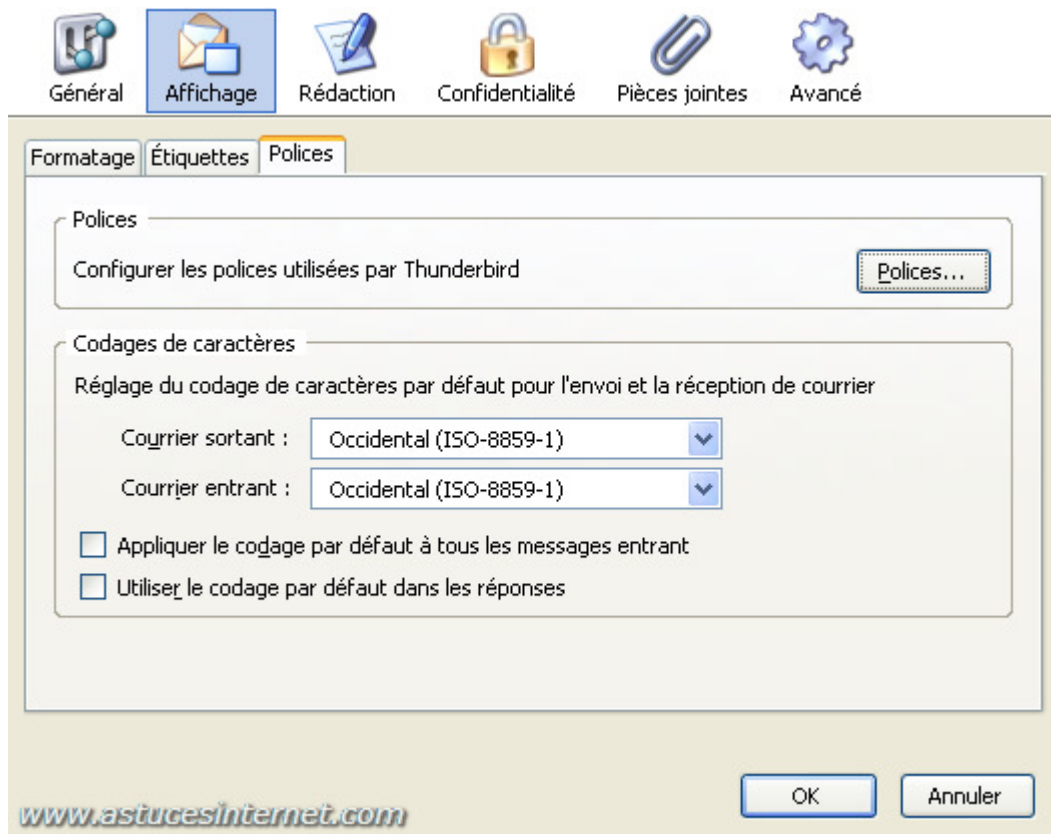 Général Affichage Rédaction Confidentialité Pièces jointes Avancé
Formatage Étiquettes Polices
Polices
Configurer les polices utilisées par Thunderbird Polices...
Codages de caractères
Réglage du codage de caractères par défaut pour l'envoi et la réception de courrier
Courrier sortant : Occidental (ISO-8859-1)
Courrier entrant : Occidental (ISO-8859-1)
Appliquer le codage par défaut à tous les messages entrant
Utiliser le codage par défaut dans les réponses
OK Annuler
www.astucesinternet.com